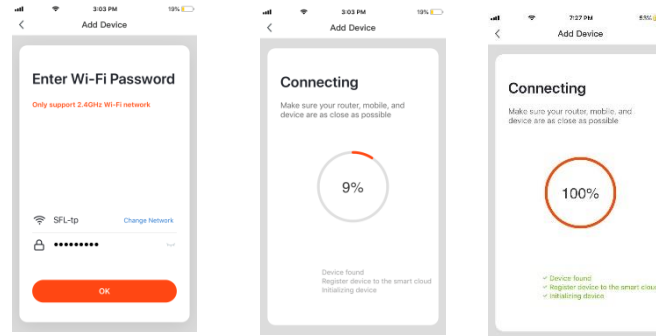 3:03 PM
19%
Add Device
Enter Wi-Fi Password
Only support 2.4GHz Wi-Fi network
SFL-tp
Change Network
•••••••••
OK
3:03 PM
19%
Add Device
Connecting
Make sure your router, mobile, and
device are as close as possible
9%
Device found
Register device to the smart cloud
Initializing device
7:27 PM
Add Device
Connecting
Make sure your router, mobile, and
device are as close as possible
100%
Device found
Register device to the smart cloud
Initializing device